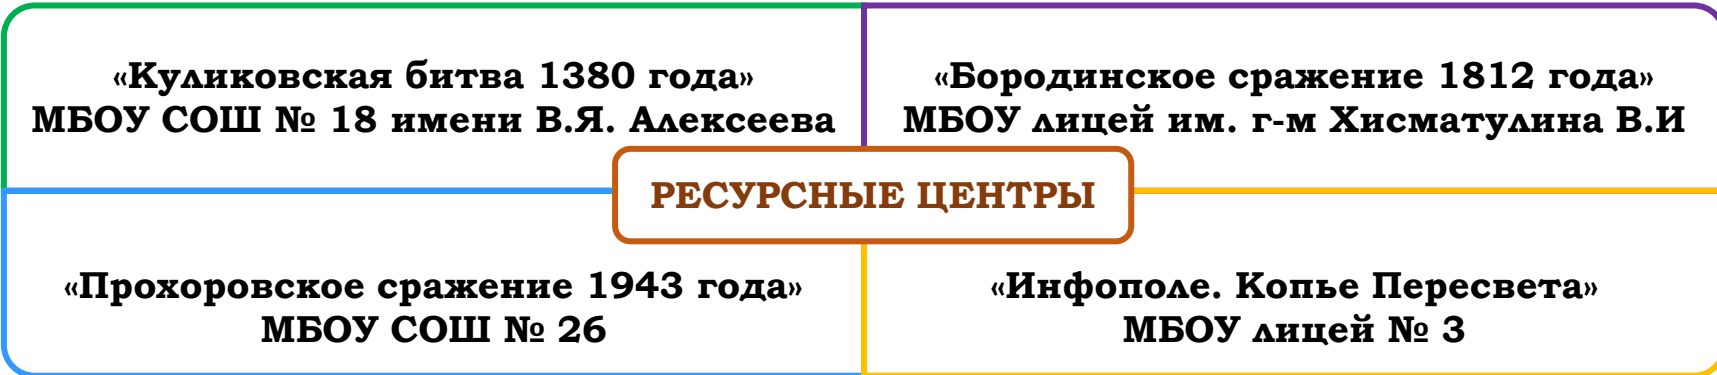 «Куликовская битва 1380 года»
МБОУ СОШ № 18 имени В.Я. Алексеева
«Бородинское сражение 1812 года»
МБОУ лицей им. г-м Хисматулина В.И
РЕСУРСНЫЕ ЦЕНТРЫ
«Прохоровское сражение 1943 года»
МБОУ СОШ № 26
«Инфополе. Копье Пересвета»
МБОУ лицей № 3